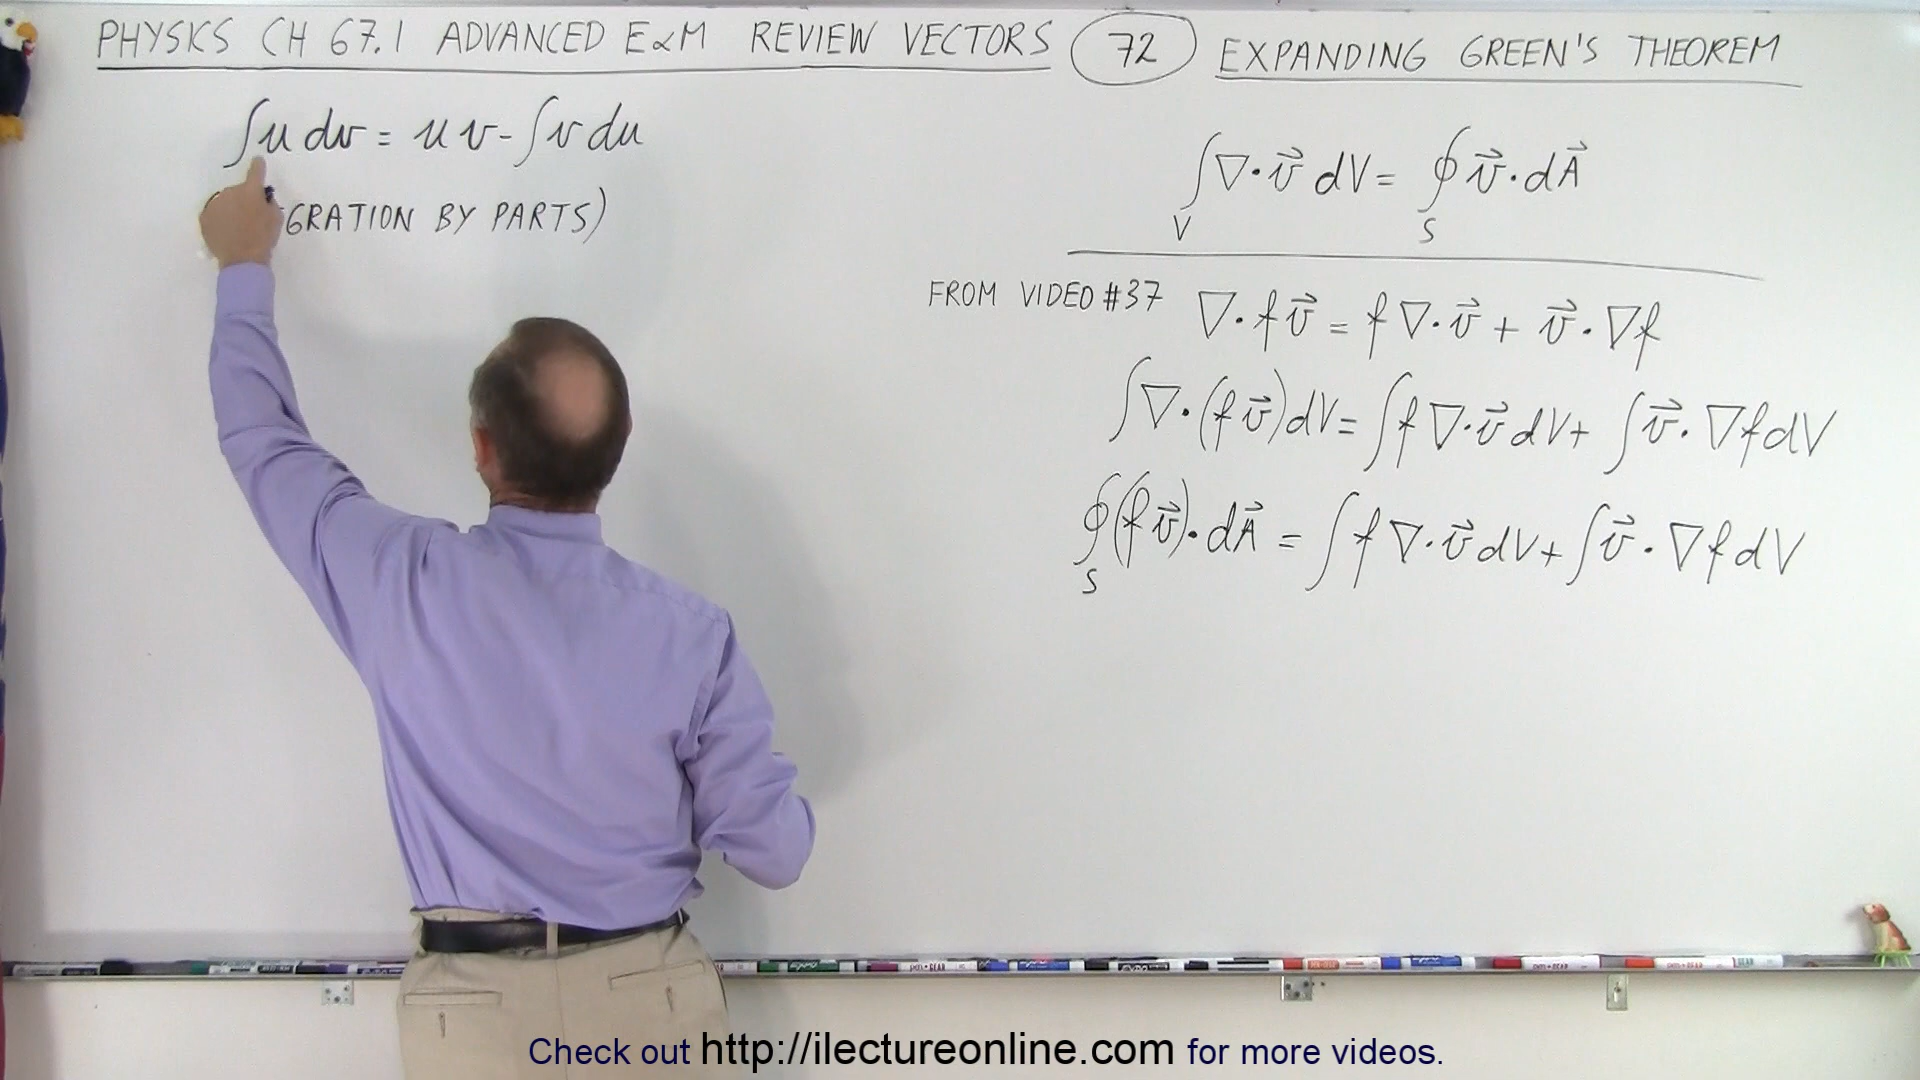 PHYSICS CH 67.1 ADVANCED E&M REVIEW VECTORS 72 EXPANDING GREEN'S THEOREM
∫u dv = u v - ∫v du
GRATION BY PARTS)
∫∇·v⃗ dV = ∮v⃗·dA⃗
V S
FROM VIDEO #37 ∇·fv⃗ = f∇·v⃗ + v⃗·∇f
∫∇·(fv⃗)dV = ∫f∇·v⃗ dV + ∫v⃗·∇f dV
∮(fv⃗)·dA⃗ = ∫f∇·v⃗ dV + ∫v⃗·∇f dV
S
Check out http://ilectureonline.com for more videos.